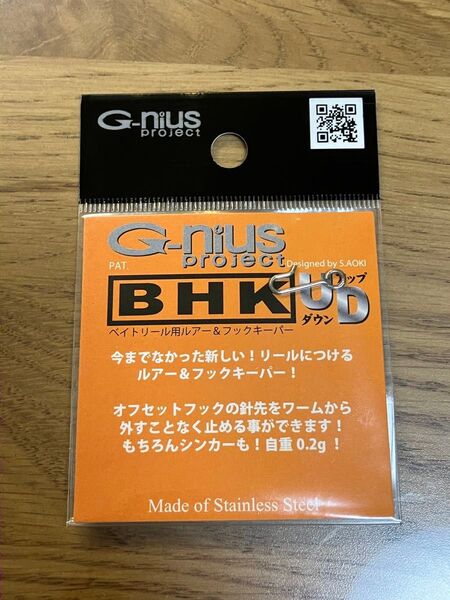 G-nius
project
G-nius
project
PAT.
Designed by S.AOKI
BHK UD
アップ
ダウン
ベイトリール用ルアー＆フックキーパー
今までなかった新しい！リールにつける
ルアー＆フックキーパー！
オフセットフックの針先をワームから
外すことなく止める事ができます！
もちろんシンカーも！自重 0.2g ！
Made of Stainless Steel